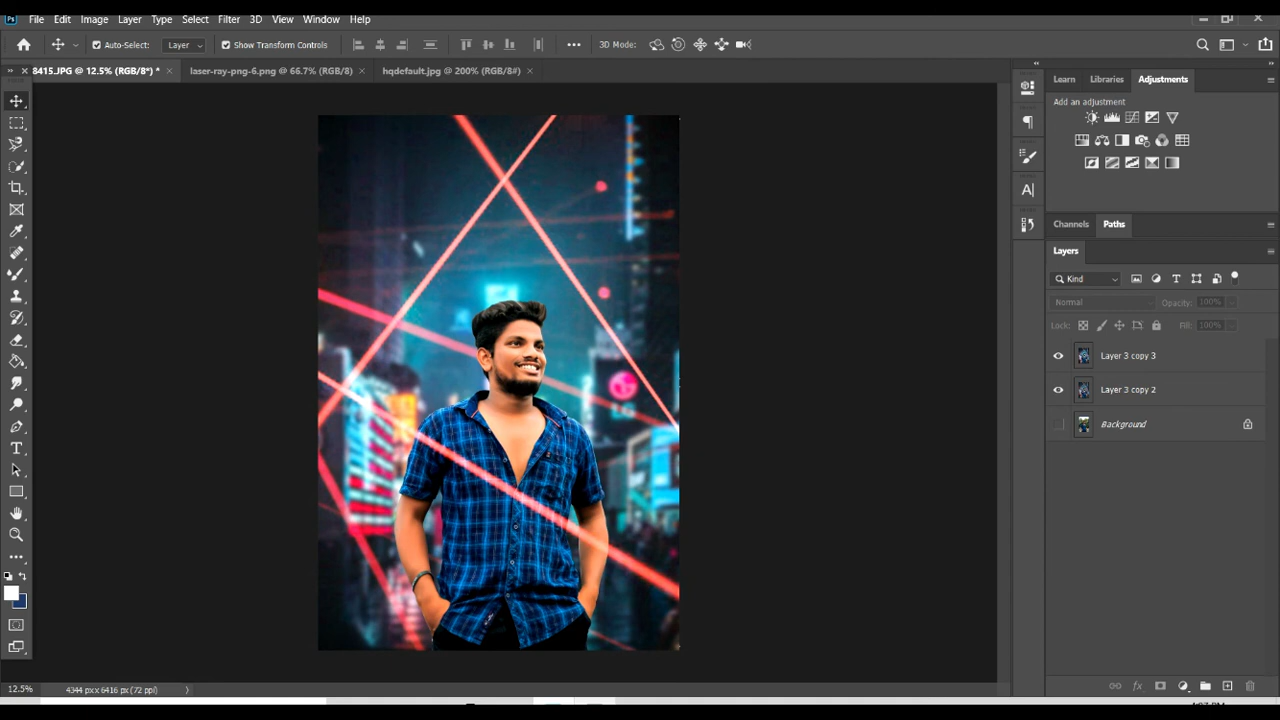 Ps File Edit Image Layer Type Select Filter 3D View Window Help
Auto-Select: Layer Show Transform Controls 3D Mode:
8415.JPG @ 12.5% (RGB/8*) * laser-ray-png-6.png @ 66.7% (RGB/8) hqdefault.jpg @ 200% (RGB/8#)
Learn Libraries Adjustments
Add an adjustment
Channels Paths
Layers
Kind
Normal Opacity: 100%
Lock: Fill: 100%
Layer 3 copy 3
Layer 3 copy 2
Background
12.5% 4344 px x 6416 px (72 ppi)